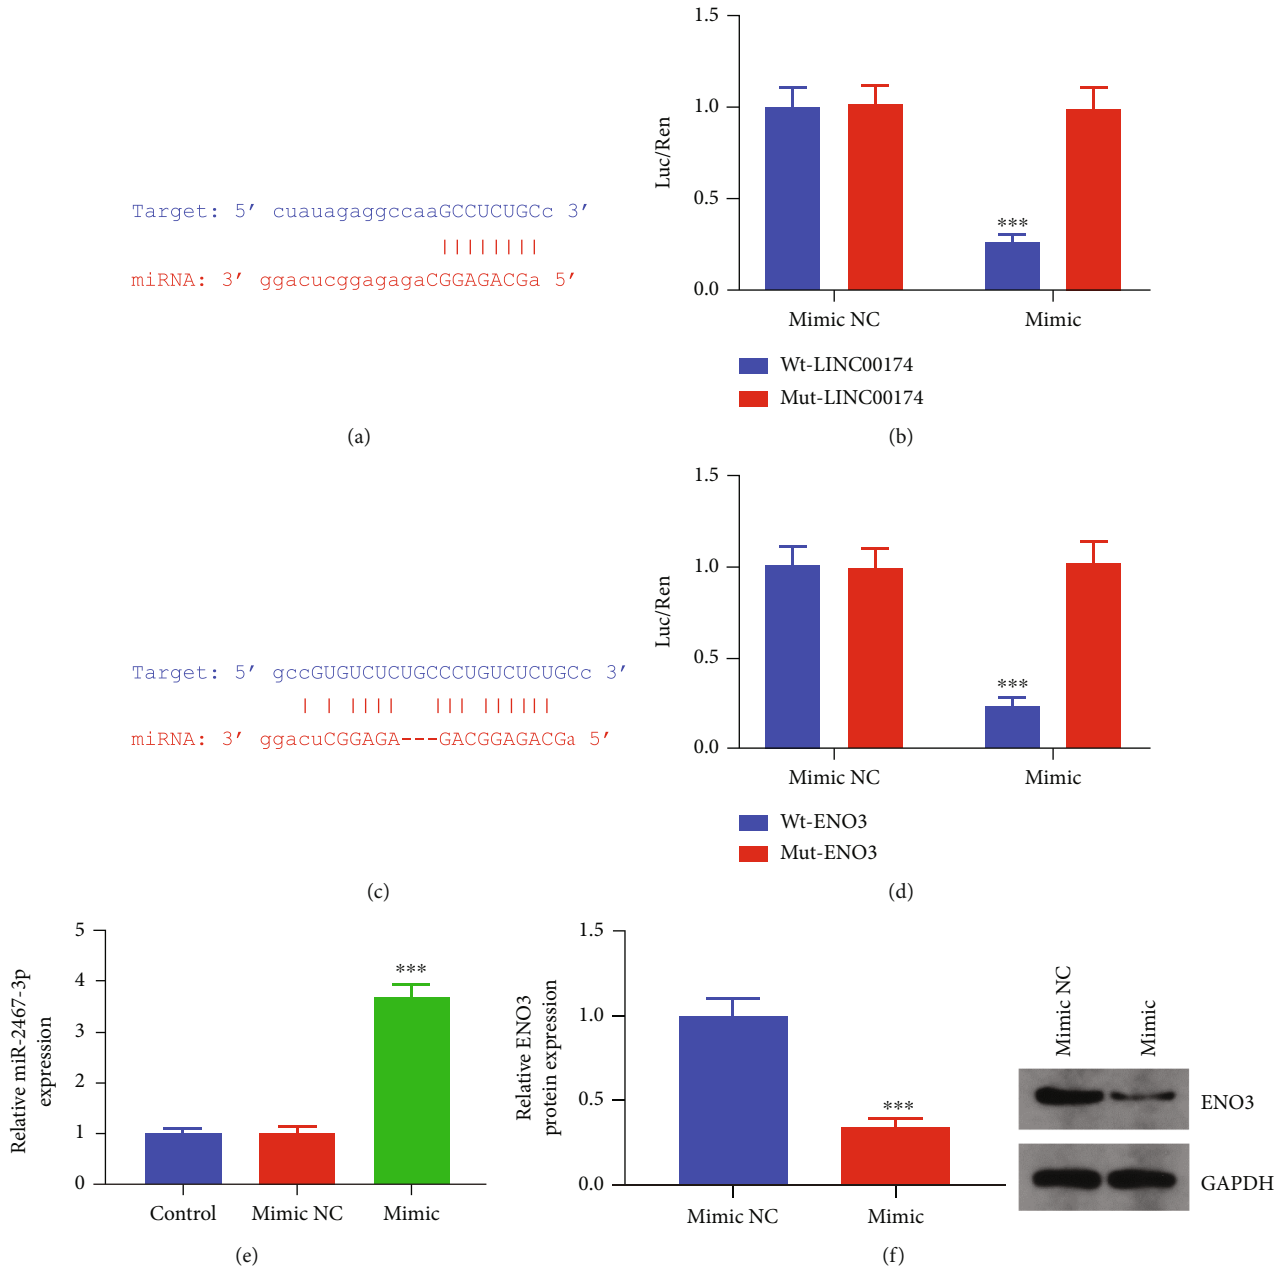 Target: 5′ cuauagaggccaaGCCUCUGCc 3′
||||||||
miRNA: 3′ ggacucggagagaCGGAGACGa 5′
(a)
1.5
1.0
0.5
0.0
Luc/Ren
***
Mimic NC Mimic
Wt-LINC00174
Mut-LINC00174
(b)
Target: 5′ gccGUGUCUCUGCCCUGUCUCUGCc 3′
| | |||| ||| ||||||
miRNA: 3′ ggacuCGGAGA---GACGGAGACGa 5′
(c)
1.5
1.0
0.5
0.0
Luc/Ren
***
Mimic NC Mimic
Wt-ENO3
Mut-ENO3
(d)
5
4
3
2
1
0
Relative miR-2467-3p
expression
***
Control Mimic NC Mimic
(e)
1.5
1.0
0.5
0.0
Relative ENO3
protein expression
***
Mimic NC Mimic
Mimic NC
Mimic
ENO3
GAPDH
(f)